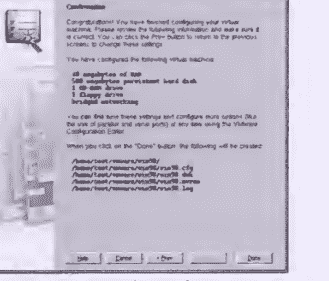 Confirmation
Congratulations! You have finished configuring your virtual
machine. Please review the following information and make sure it
is correct. You can click the Prev button to return to the previous
screens to change these settings.
You have configured the following virtual machine
megabytes of RAM
500 megabytes persistent hard disk
1 CD-ROM drive
1 floppy drive
bridged networking
You can fine tune these settings and configure more options (like
the use of parallel and serial ports) at any time using the VMware
Configuration Editor
When you click on the "Done" button the following will be created
/home/test/vmware/win98/
/home/test/vmware/win98/win98.cfg
/home/test/vmware/win98/win98.dsk
/home/test/vmware/win98/win98.nvram
/home/test/vmware/win98/win98.log
Help Cancel < Prev Done